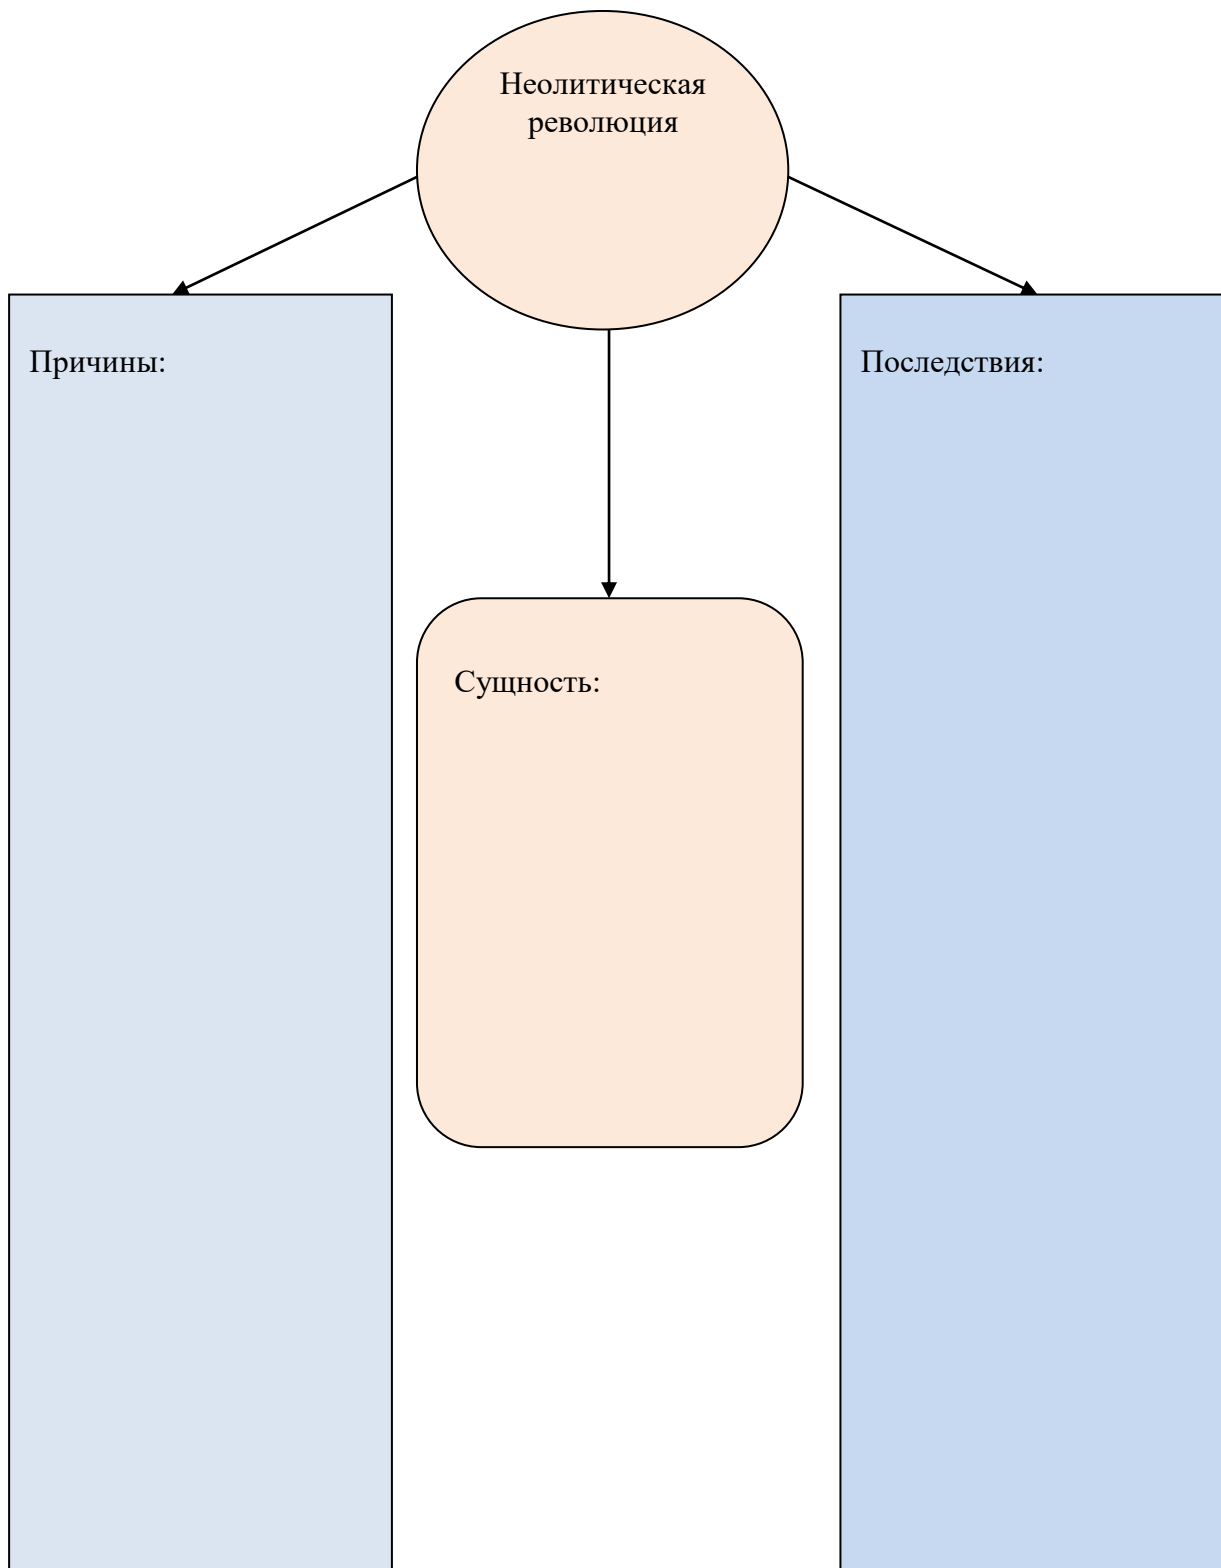 Неолитическая
революция
Причины:
Последствия:
Сущность: